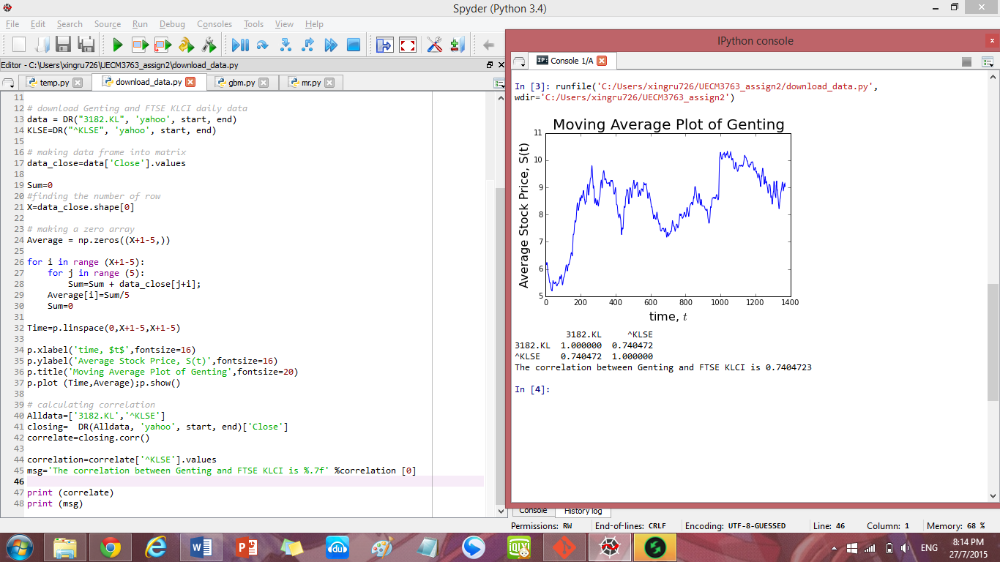 Spyder (Python 3.4)
File Edit Search Source Run Debug Consoles Tools View Help
Editor - C:\Users\xingru726\UECM3763_assign2\download_data.py
temp.py download_data.py gbm.py mr.py
11
12 # download Genting and FTSE KLCI daily data
13 data = DR("3182.KL", 'yahoo', start, end)
14 KLSE=DR("^KLSE", 'yahoo', start, end)
15
16 # making data frame into matrix
17 data_close=data['Close'].values
18
19 Sum=0
20 #finding the number of row
21 X=data_close.shape[0]
22
23 # making a zero array
24 Average = np.zeros((X+1-5,))
25
26 for i in range (X+1-5):
27     for j in range (5):
28         Sum=Sum + data_close[j+i];
29     Average[i]=Sum/5
30     Sum=0
31
32 Time=p.linspace(0,X+1-5,X+1-5)
33
34 p.xlabel('time, $t$',fontsize=16)
35 p.ylabel('Average Stock Price, S(t)',fontsize=16)
36 p.title('Moving Average Plot of Genting',fontsize=20)
37 p.plot (Time,Average);p.show()
38
39 # calculating correlation
40 Alldata=['3182.KL','^KLSE']
41 closing=  DR(Alldata, 'yahoo', start, end)['Close']
42 correlate=closing.corr()
43
44 correlation=correlate['^KLSE'].values
45 msg='The correlation between Genting and FTSE KLCI is %.7f' %correlation [0]
46
47 print (correlate)
48 print (msg)
IPython console
IP: Console 1/A
In [3]: runfile('C:/Users/xingru726/UECM3763_assign2/download_data.py',
wdir='C:/Users/xingru726/UECM3763_assign2')
Moving Average Plot of Genting
Average Stock Price, S(t)
11
10
9
8
7
6
5
0 200 400 600 800 1000 1200 1400
time, t
3182.KL ^KLSE
3182.KL 1.000000 0.740472
^KLSE 0.740472 1.000000
The correlation between Genting and FTSE KLCI is 0.7404723
In [4]:
Console History log
Permissions: RW End-of-lines: CRLF Encoding: UTF-8-GUESSED Line: 46 Column: 1 Memory: 68 %
ENG
8:14 PM
27/7/2015